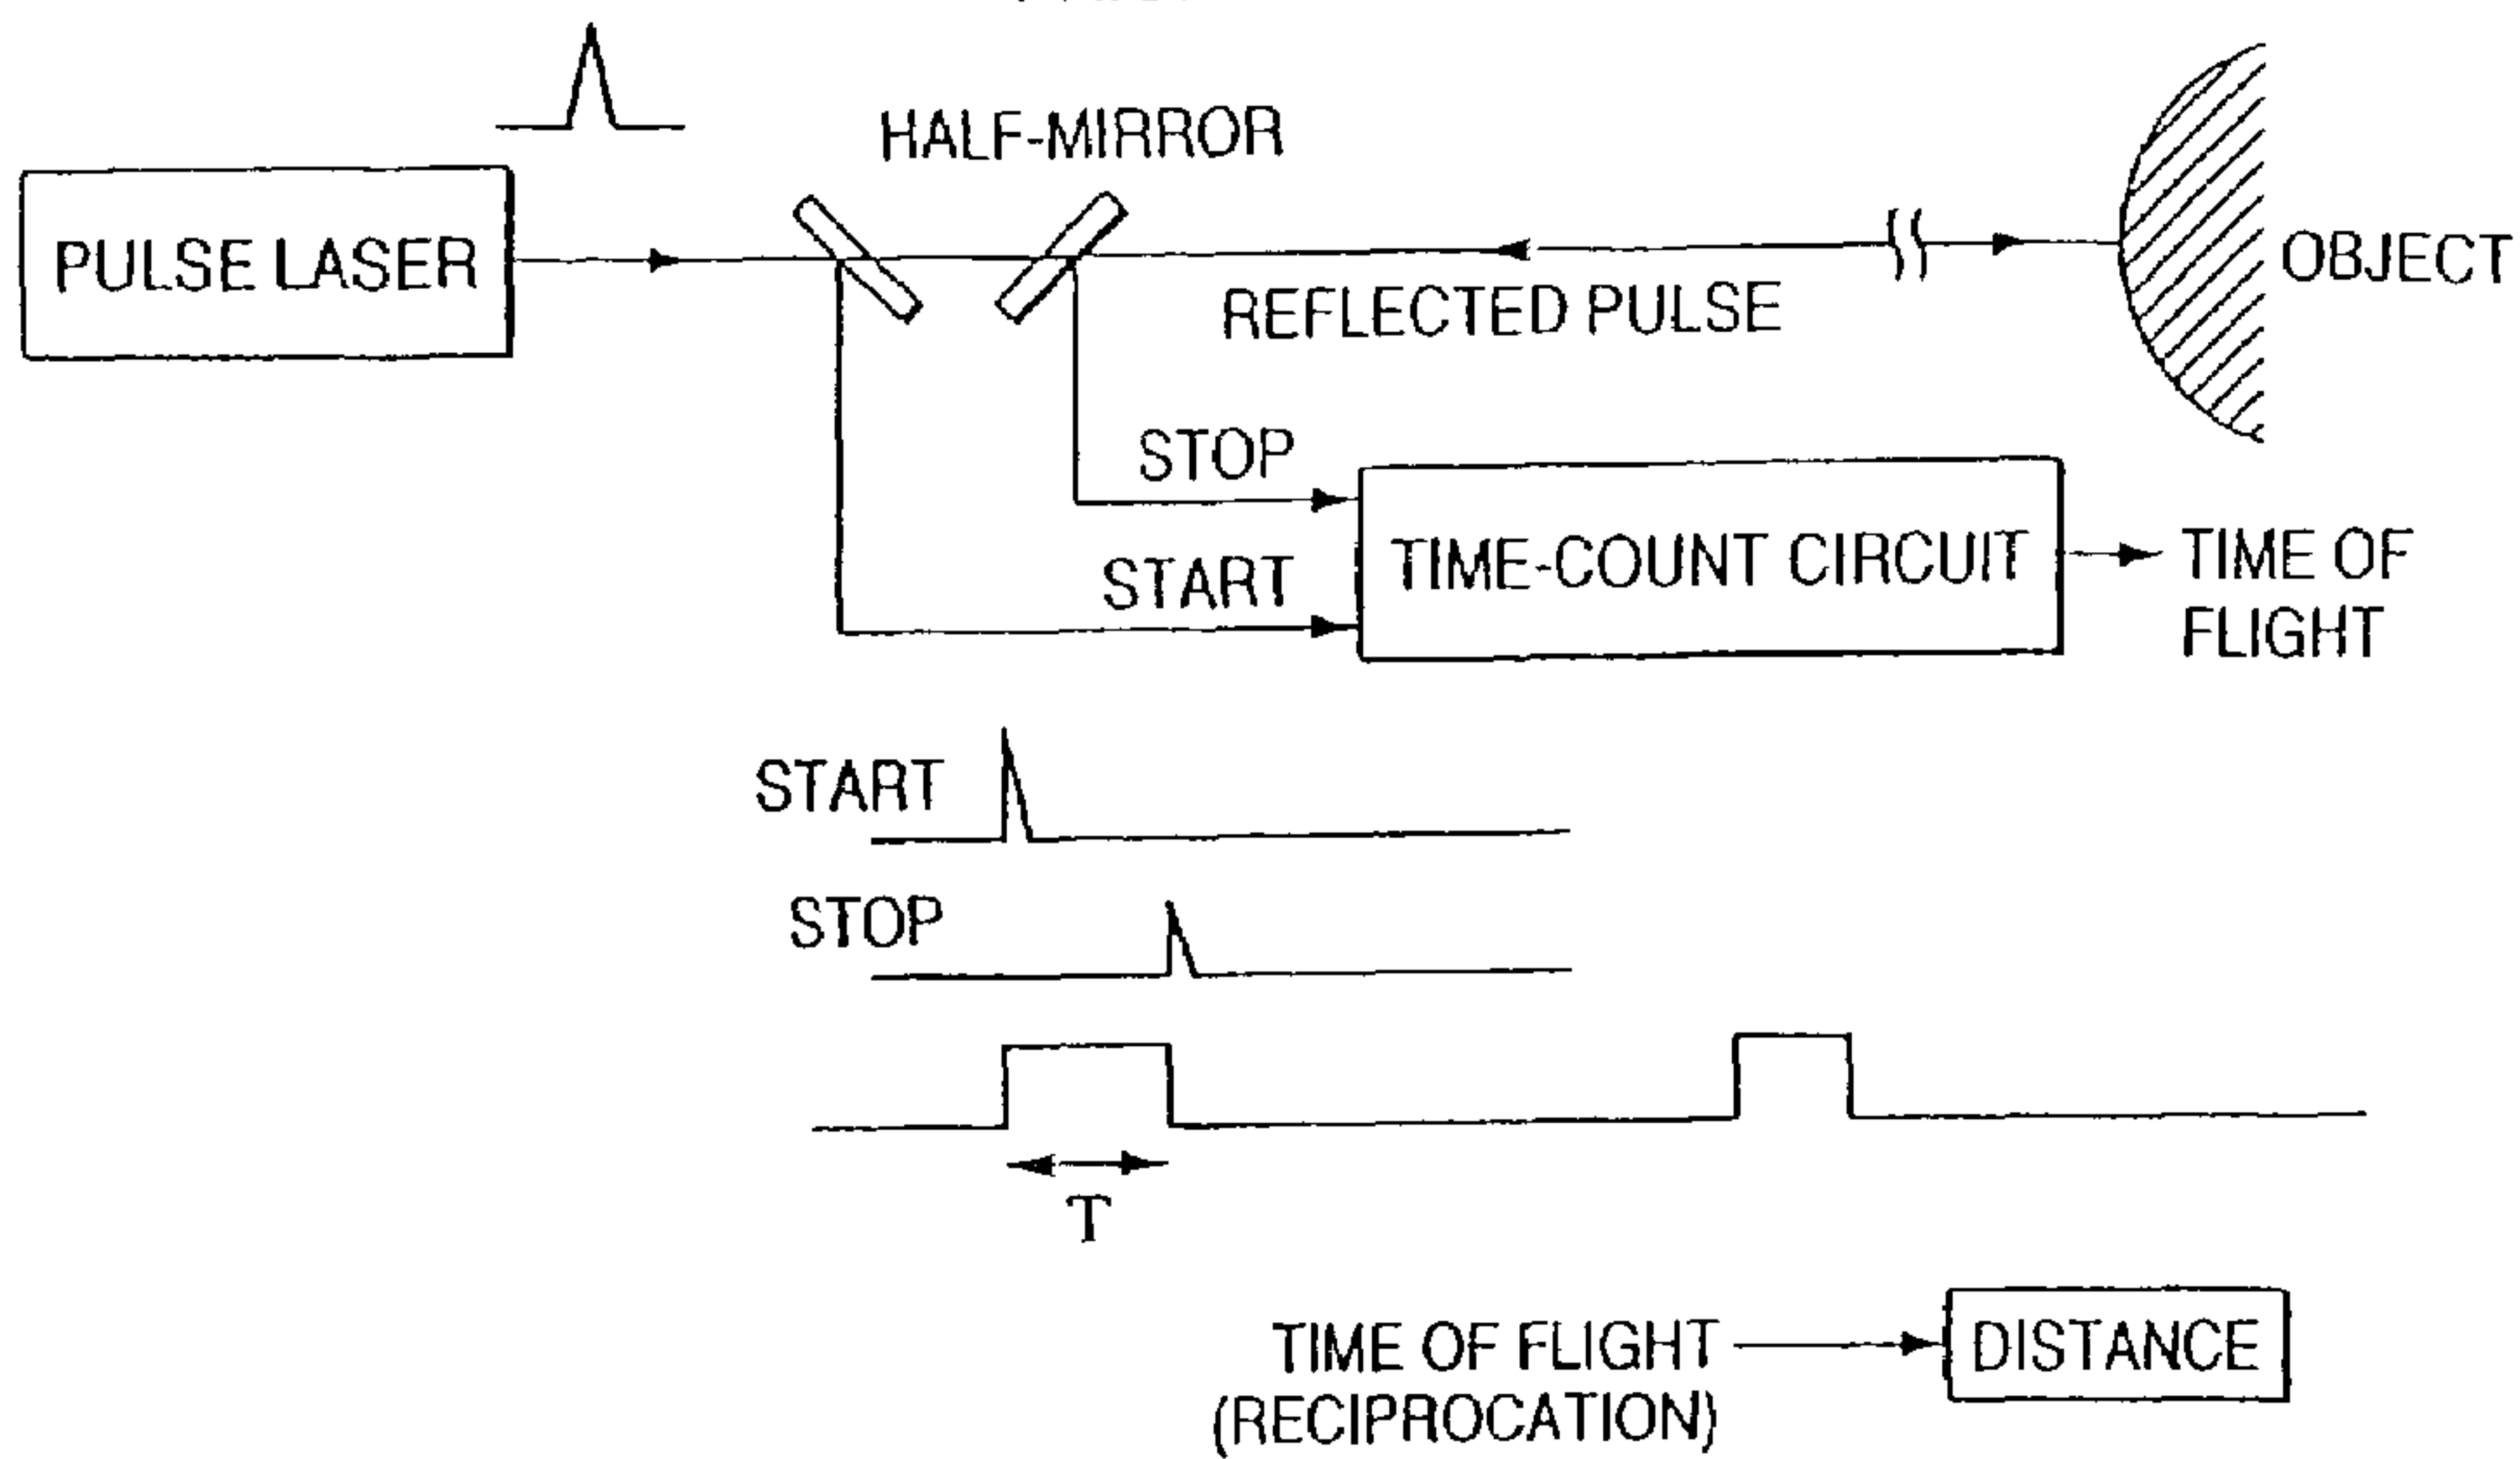 HALF-MIRROR
PULSE LASER
OBJECT
REFLECTED PULSE
STOP
TIME-COUNT CIRCUIT
TIME OF
FLIGHT
START
START
STOP
T
TIME OF FLIGHT
(RECIPROCATION)
DISTANCE